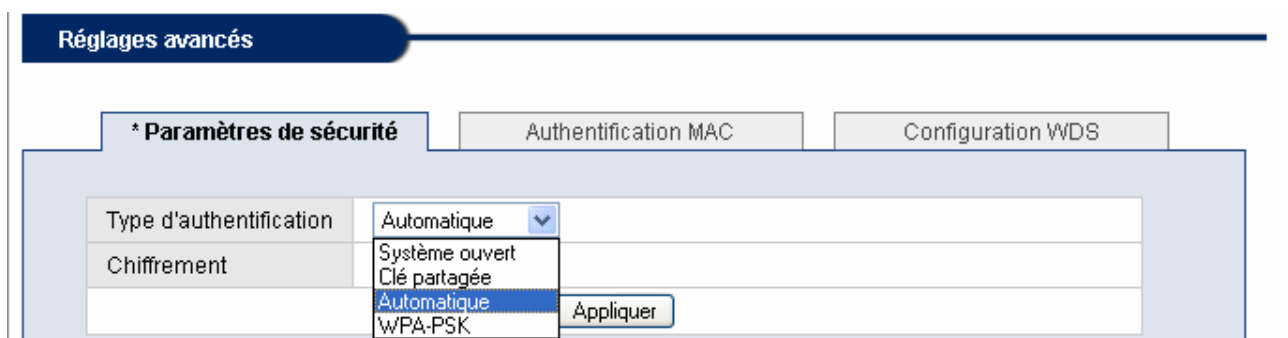 Réglages avancés
* Paramètres de sécurité Authentification MAC Configuration WDS
Type d'authentification Automatique
Système ouvert
Chiffrement
Clé partagée
Automatique
Appliquer
WPA-PSK